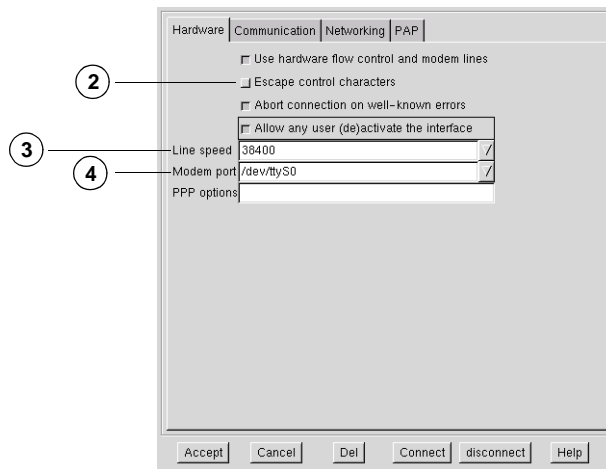 Hardware Communication Networking PAP
Use hardware flow control and modem lines
2 Escape control characters
Abort connection on well-known errors
Allow any user (de)activate the interface
3 Line speed 38400
4 Modem port /dev/ttyS0
PPP options
Accept Cancel Del Connect disconnect Help